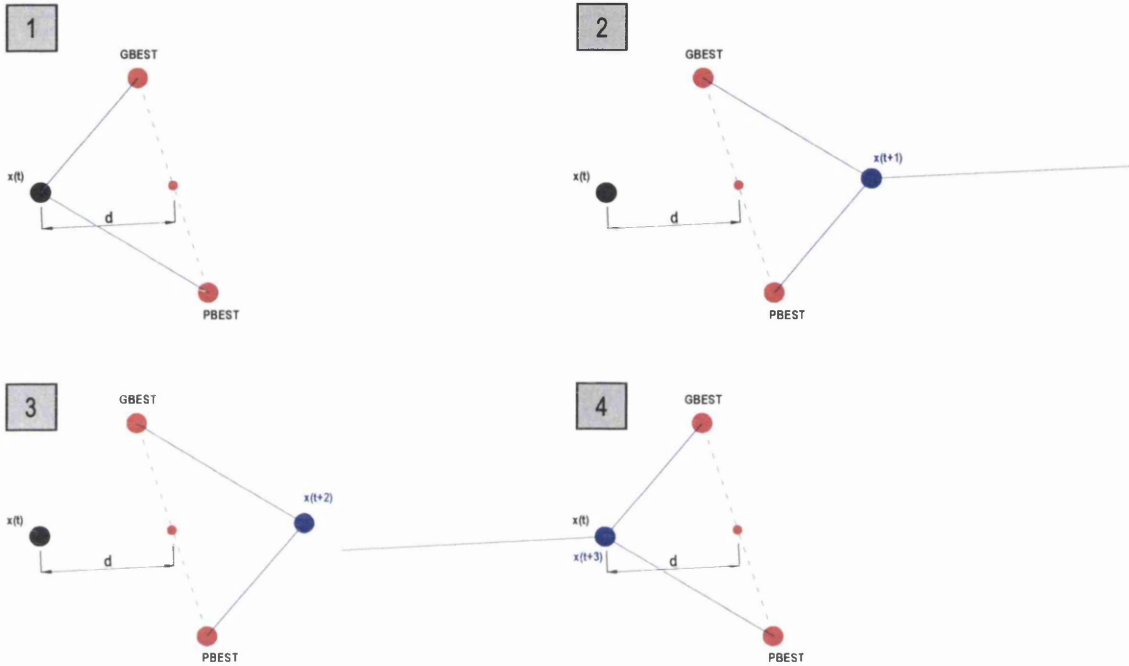 1
GBEST
x(t)
d
PBEST
2
GBEST
x(t+1)
x(t)
d
PBEST
3
GBEST
x(t+2)
x(t)
d
PBEST
4
GBEST
x(t)
x(t+3)
d
PBEST